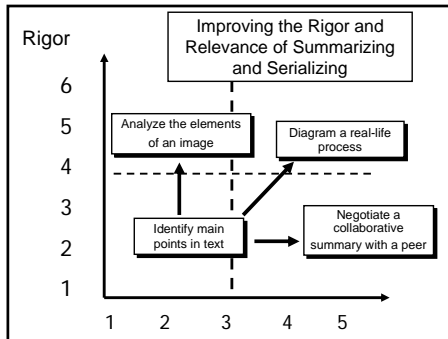 Improving the Rigor and
Relevance of Summarizing
and Serializing
Rigor
6
5
4
3
2
1
Analyze the elements
of an image
Diagram a real-life
process
Identify main
points in text
Negotiate a
collaborative
summary with a peer
1 2 3 4 5